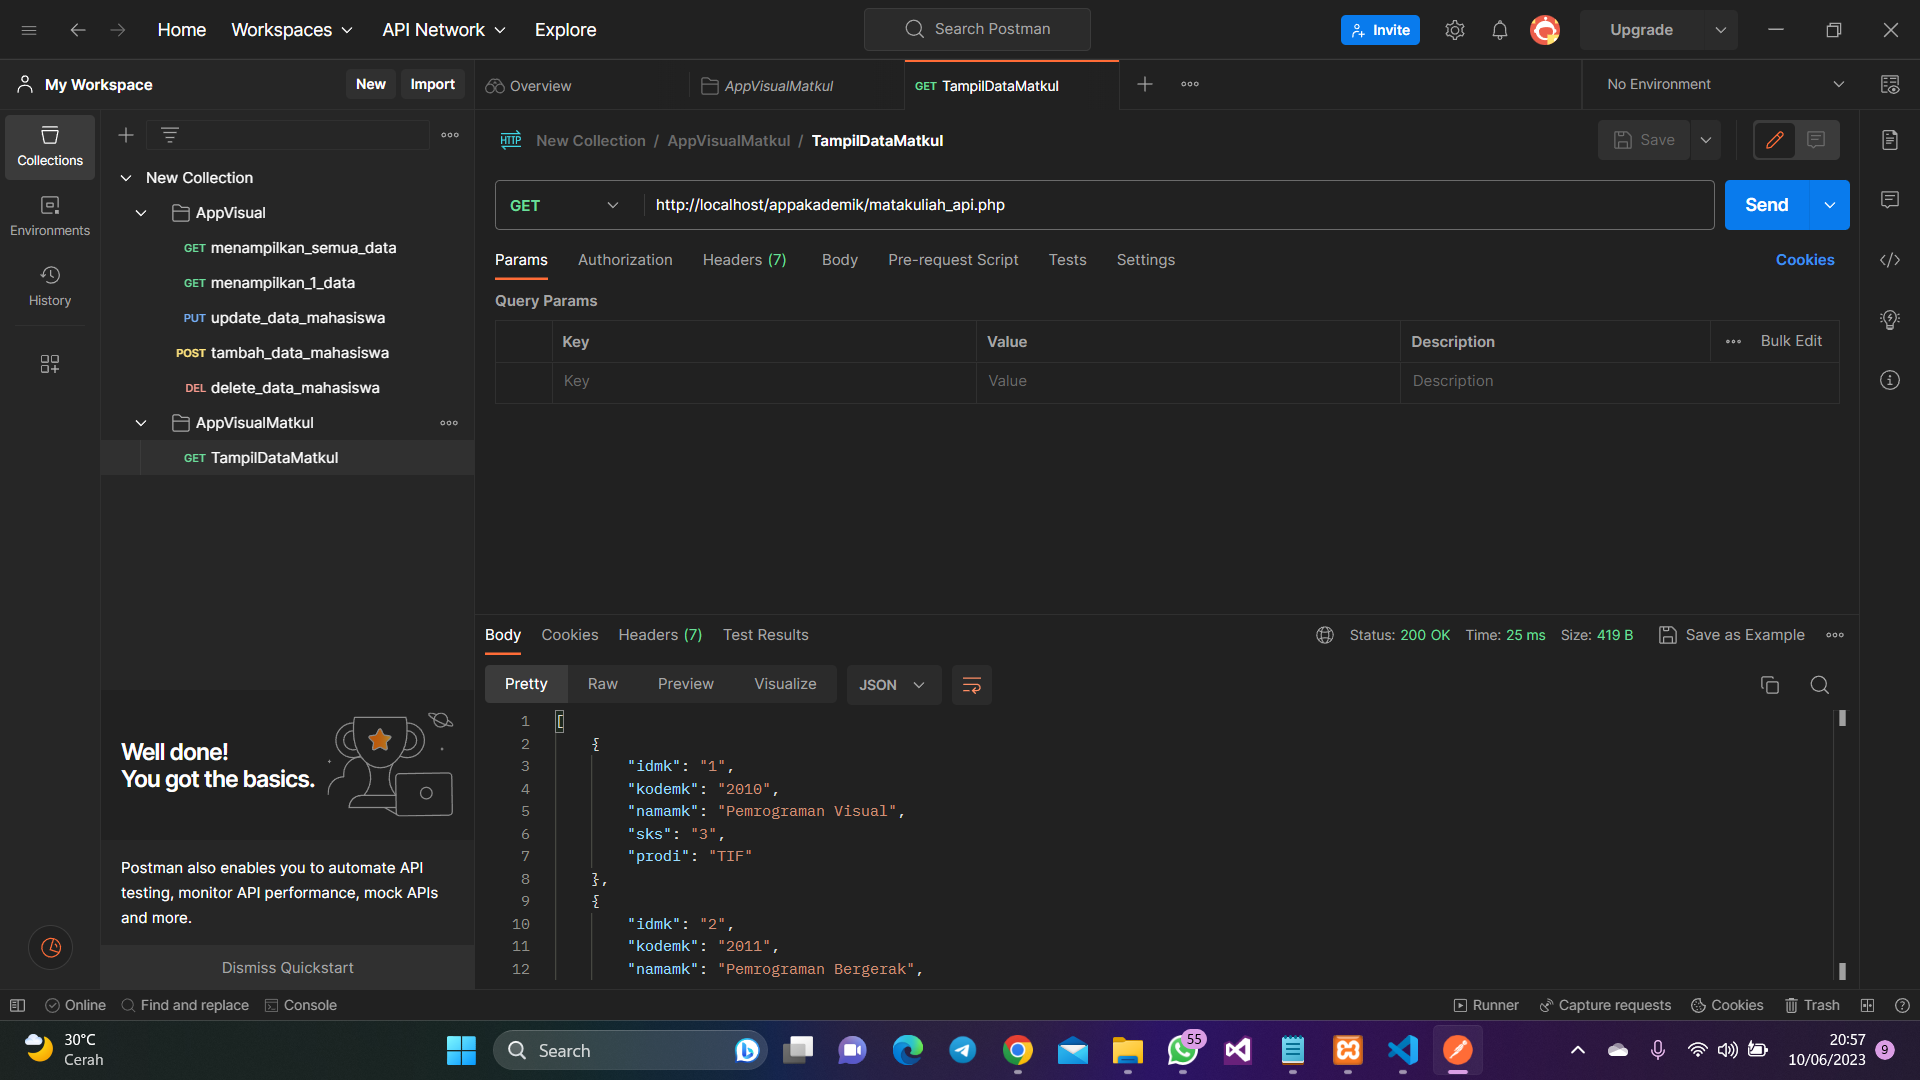 Home
Workspaces
API Network
Explore
Search Postman
Invite
Upgrade
My Workspace
New
Import
Overview
AppVisualMatkul
GET TampilDataMatkul
No Environment
Collections
Environments
History
New Collection
AppVisual
GET menampilkan_semua_data
GET menampilkan_1_data
PUT update_data_mahasiswa
POST tambah_data_mahasiswa
DEL delete_data_mahasiswa
AppVisualMatkul
GET TampilDataMatkul
Well done!
You got the basics.
Postman also enables you to automate API
testing, monitor API performance, mock APIs
and more.
Dismiss Quickstart
HTTP New Collection / AppVisualMatkul / TampilDataMatkul
Save
GET
http://localhost/appakademik/matakuliah_api.php
Send
Params
Authorization
Headers (7)
Body
Pre-request Script
Tests
Settings
Cookies
Query Params
Key
Value
Description
Bulk Edit
Key
Value
Description
Body
Cookies
Headers (7)
Test Results
Status: 200 OK
Time: 25 ms
Size: 419 B
Save as Example
Pretty
Raw
Preview
Visualize
JSON
1 [
2 {
3 "idmk": "1",
4 "kodemk": "2010",
5 "namamk": "Pemrograman Visual",
6 "sks": "3",
7 "prodi": "TIF"
8 },
9 {
10 "idmk": "2",
11 "kodemk": "2011",
12 "namamk": "Pemrograman Bergerak",
Online
Find and replace
Console
Runner
Capture requests
Cookies
Trash
30°C
Cerah
Search
55
20:57
10/06/2023
9